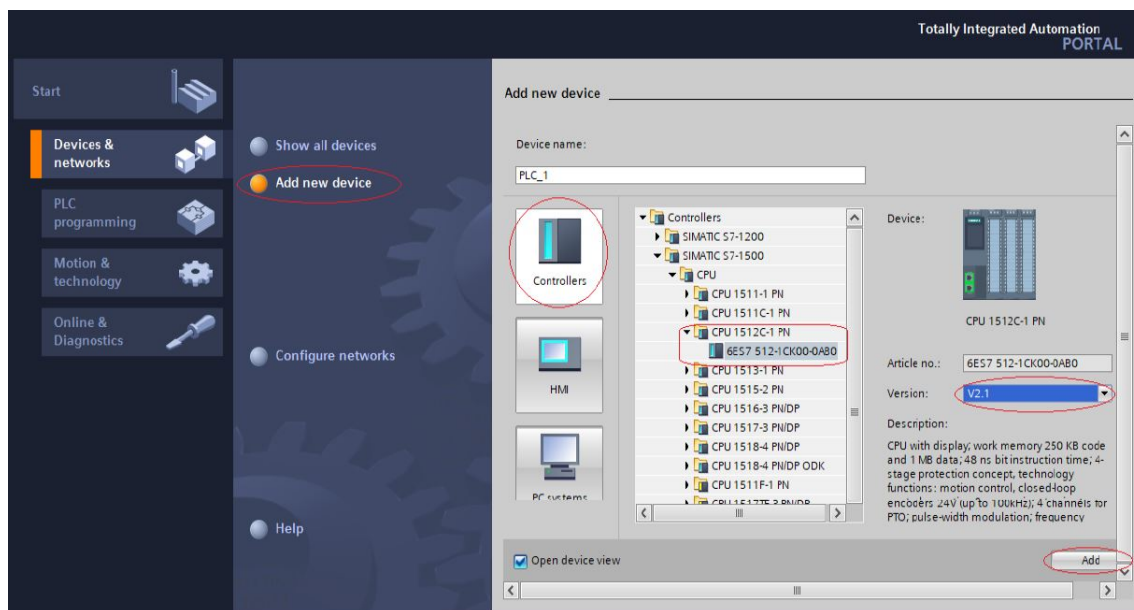 Totally Integrated Automation
PORTAL
Start
Devices &
networks
PLC
programming
Motion &
technology
Online &
Diagnostics
Show all devices
Add new device
Configure networks
Help
Add new device
Device name:
PLC_1
Controllers
HMI
PC systems
Controllers
SIMATIC S7-1200
SIMATIC S7-1500
CPU
CPU 1511-1 PN
CPU 1511C-1 PN
CPU 1512C-1 PN
6ES7 512-1CK00-0AB0
CPU 1513-1 PN
CPU 1515-2 PN
CPU 1516-3 PN/DP
CPU 1517-3 PN/DP
CPU 1518-4 PN/DP
CPU 1518-4 PN/DP ODK
CPU 1511F-1 PN
Device:
CPU 1512C-1 PN
Article no.:
6ES7 512-1CK00-0AB0
Version:
V2.1
Description:
CPU with display; work memory 250 KB code
and 1 MB data; 48 ns bit instruction time; 4-
stage protection concept, technology
functions: motion control, closed-loop
encoders 24V (up to 100kHz); 4 channels for
PTO; pulse-width modulation; frequency
Open device view
Add